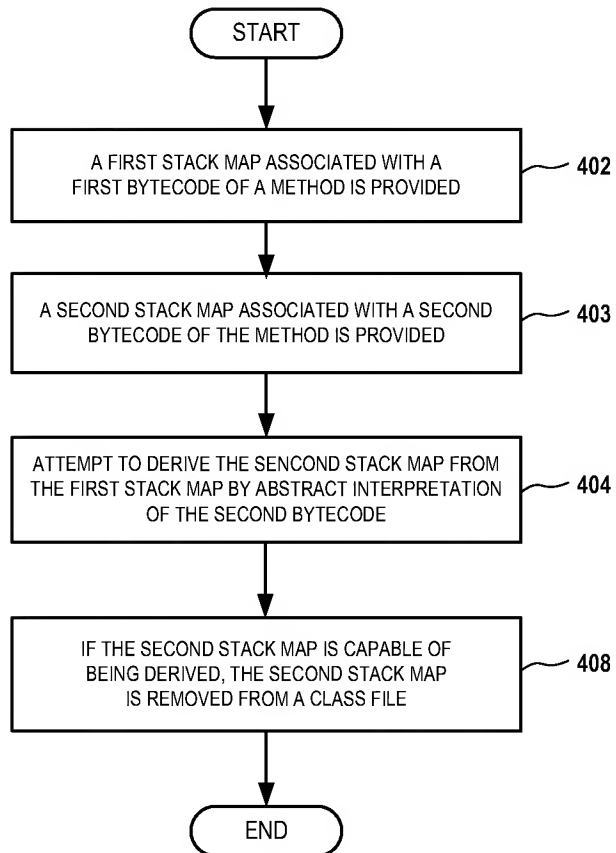 START
A FIRST STACK MAP ASSOCIATED WITH A
FIRST BYTECODE OF A METHOD IS PROVIDED
402
A SECOND STACK MAP ASSOCIATED WITH A SECOND
BYTECODE OF THE METHOD IS PROVIDED
403
ATTEMPT TO DERIVE THE SENCOND STACK MAP FROM
THE FIRST STACK MAP BY ABSTRACT INTERPRETATION
OF THE SECOND BYTECODE
404
IF THE SECOND STACK MAP IS CAPABLE OF
BEING DERIVED, THE SECOND STACK MAP
IS REMOVED FROM A CLASS FILE
408
END